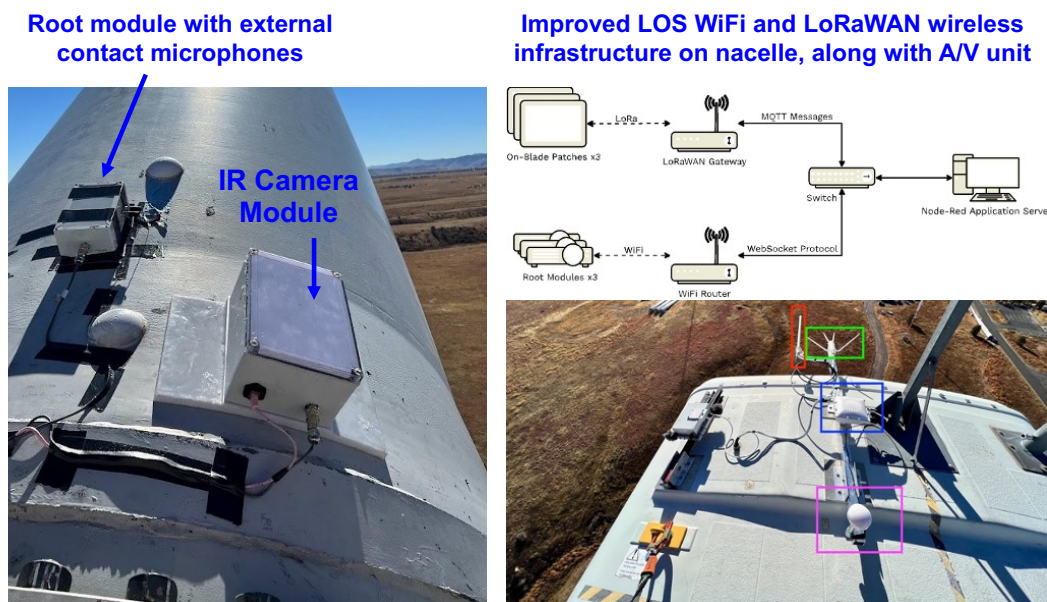 Root module with external
contact microphones
IR Camera
Module
Improved LOS WiFi and LoRaWAN wireless
infrastructure on nacelle, along with A/V unit
LoRa
MQTT Messages
On-Blade Patches x3
LoRaWAN Gateway
Switch
Node-Red Application Serve
WiFi
WebSocket Protocol
Root Modules x3
WiFi Router